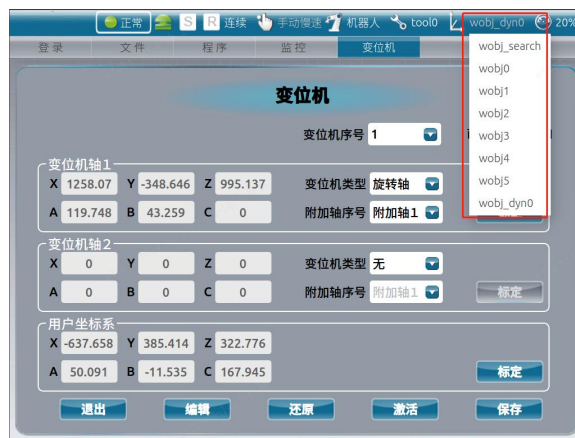 正常 S R 连续 手动慢速 机器人 tool0 wobj_dyn0 20%
登录 文件 程序 监控 变位机
wobj_search
wobj0
wobj1
wobj2
wobj3
wobj4
wobj5
wobj_dyn0
变位机
变位机序号 1
变位机轴1
X 1258.07 Y -348.646 Z 995.137 变位机类型 旋转轴
A 119.748 B 43.259 C 0 附加轴序号 附加轴1
变位机轴2
X 0 Y 0 Z 0 变位机类型 无
A 0 B 0 C 0 附加轴序号 附加轴1 标定
用户坐标系
X -637.658 Y 385.414 Z 322.776
A 50.091 B -11.535 C 167.945 标定
退出 编辑 还原 激活 保存